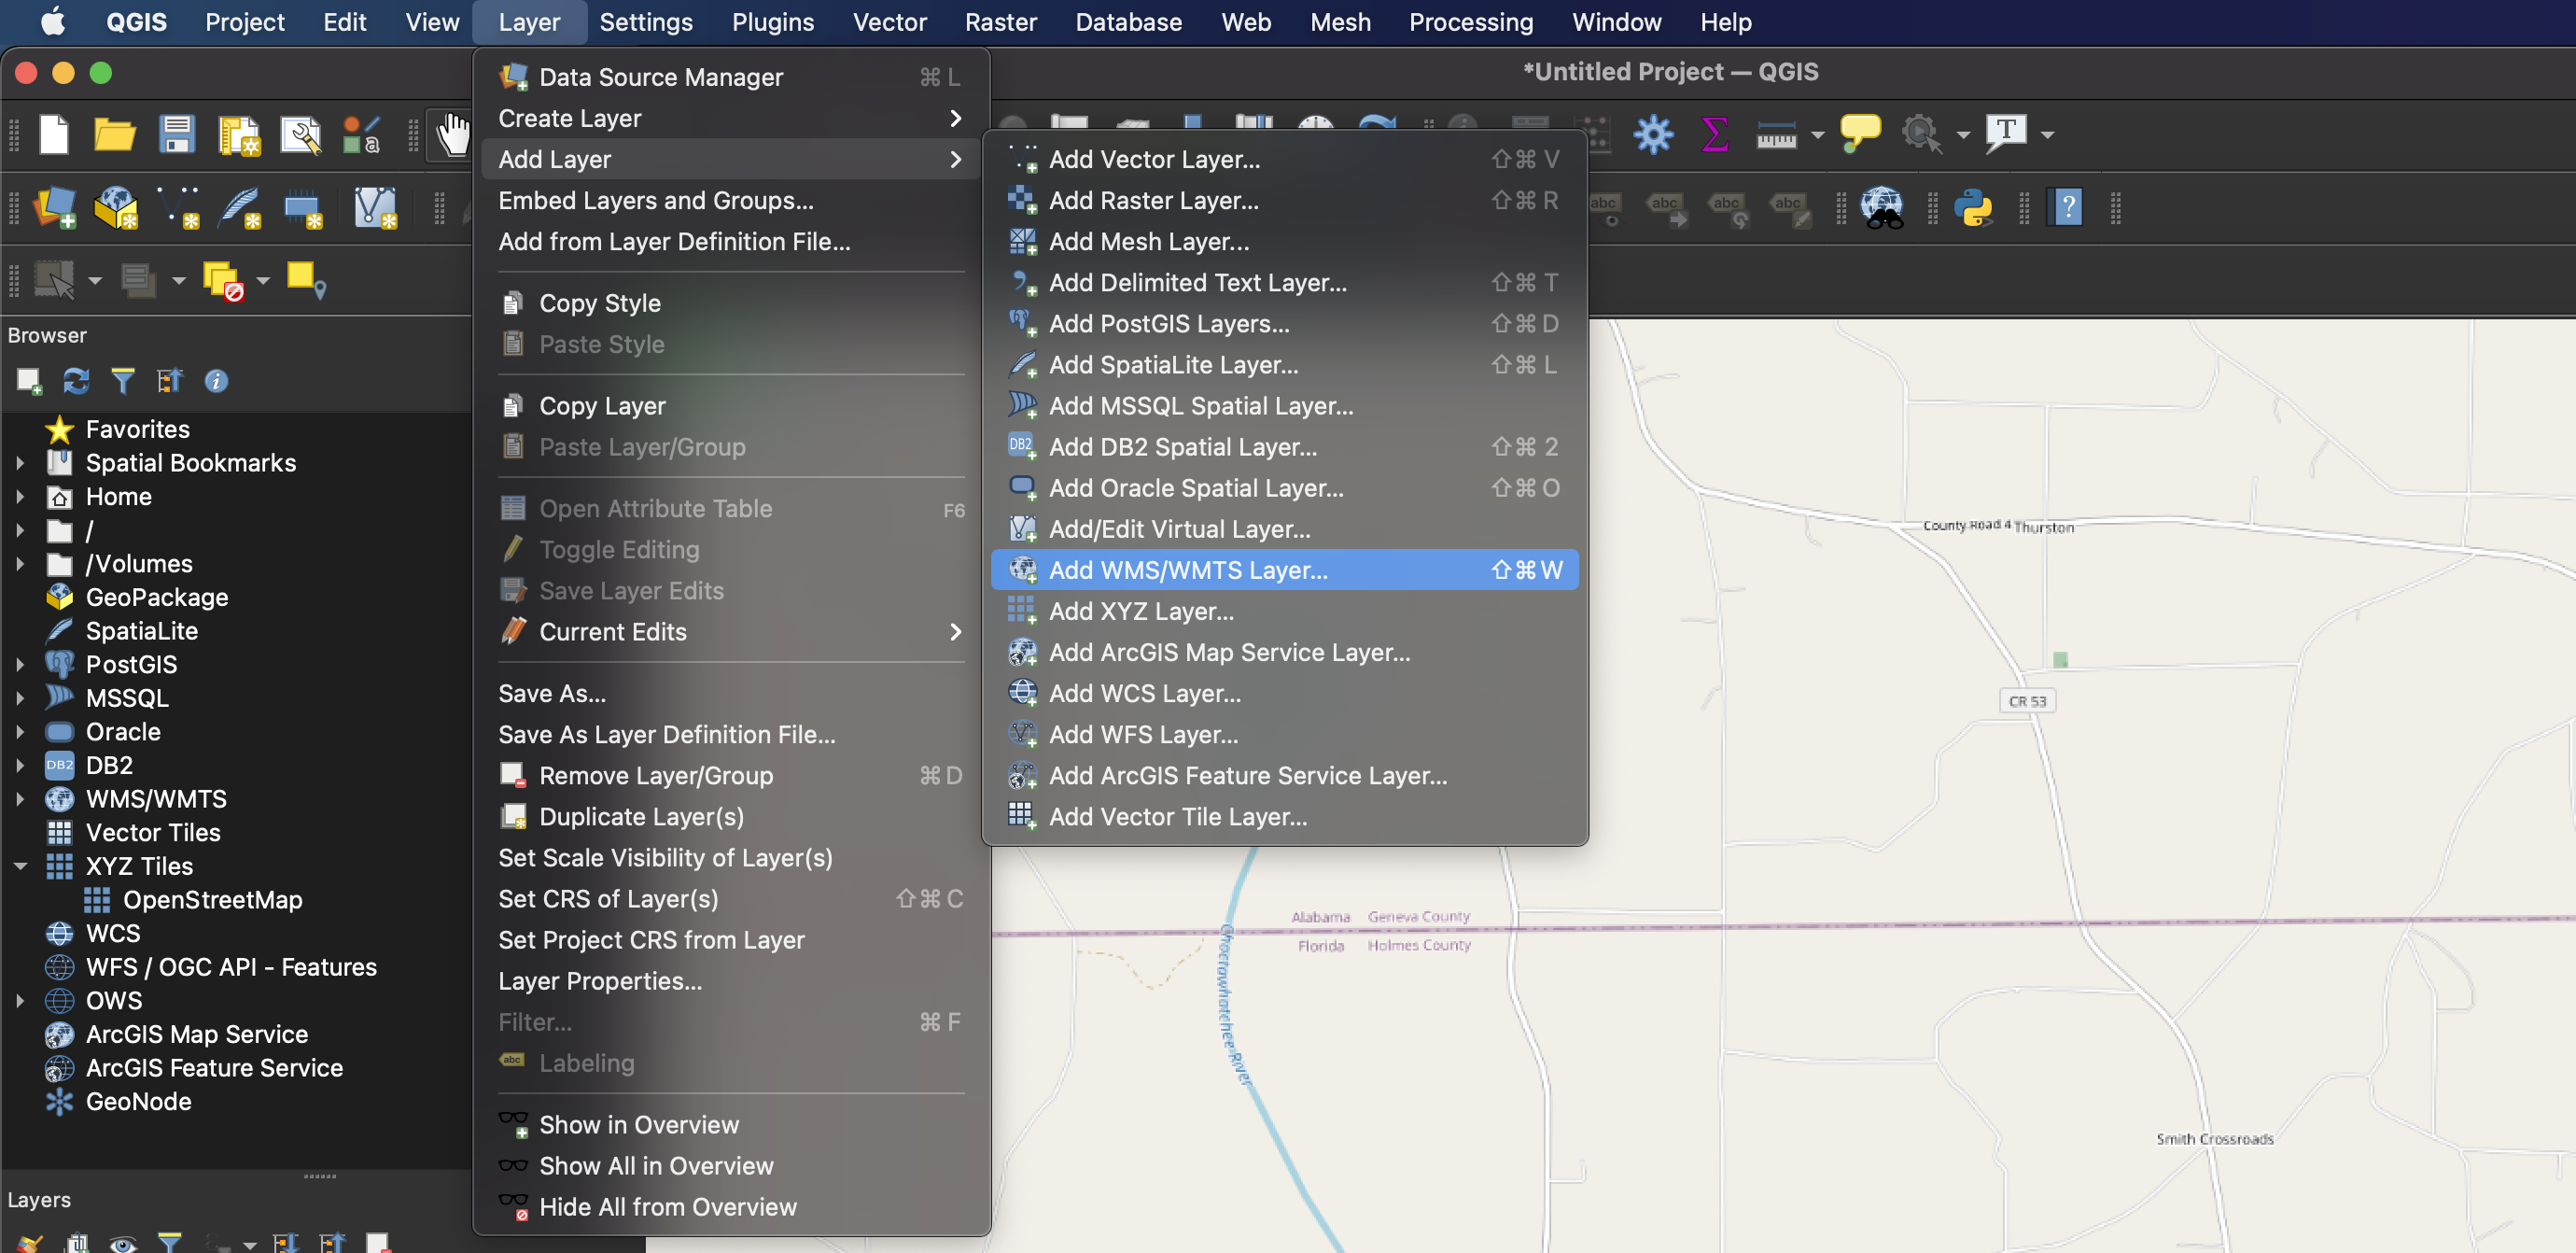 QGIS Project Edit View Layer Settings Plugins Vector Raster Database Web Mesh Processing Window Help
*Untitled Project — QGIS
Data Source Manager ⌘ L
Create Layer
Add Layer
Embed Layers and Groups...
Add from Layer Definition File...
Copy Style
Paste Style
Copy Layer
Paste Layer/Group
Open Attribute Table F6
Toggle Editing
Save Layer Edits
Current Edits
Save As...
Save As Layer Definition File...
Remove Layer/Group ⌘ D
Duplicate Layer(s)
Set Scale Visibility of Layer(s)
Set CRS of Layer(s) ⇧ ⌘ C
Set Project CRS from Layer
Layer Properties...
Filter... ⌘ F
abc Labeling
Show in Overview
Show All in Overview
Hide All from Overview
Add Vector Layer... ⇧ ⌘ V
Add Raster Layer... ⇧ ⌘ R
Add Mesh Layer...
Add Delimited Text Layer... ⇧ ⌘ T
Add PostGIS Layers... ⇧ ⌘ D
Add SpatiaLite Layer... ⇧ ⌘ L
Add MSSQL Spatial Layer...
DB2 Add DB2 Spatial Layer... ⇧ ⌘ 2
Add Oracle Spatial Layer... ⇧ ⌘ O
Add/Edit Virtual Layer...
Add WMS/WMTS Layer... ⇧ ⌘ W
Add XYZ Layer...
Add ArcGIS Map Service Layer...
Add WCS Layer...
Add WFS Layer...
Add ArcGIS Feature Service Layer...
Add Vector Tile Layer...
a
Σ
T
abc abc abc abc
?
Browser
Favorites
Spatial Bookmarks
Home
/
/Volumes
GeoPackage
SpatiaLite
PostGIS
MSSQL
Oracle
DB2 DB2
WMS/WMTS
Vector Tiles
XYZ Tiles
OpenStreetMap
WCS
WFS / OGC API - Features
OWS
ArcGIS Map Service
ArcGIS Feature Service
GeoNode
Layers
County Road 4 Thurston
CR 53
Alabama Geneva County
Florida Holmes County
Choctawhatchee River
Smith Crossroads